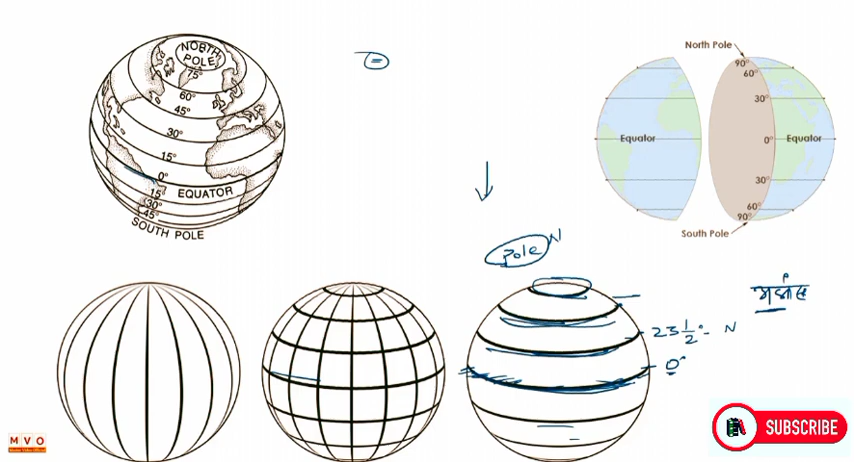 NORTH
POLE
75°
60°
45°
30°
15°
0°
EQUATOR
15°
30°
45°
SOUTH POLE
North Pole
90°
60°
30°
Equator
0°
Equator
30°
60°
90°
South Pole
Pole N
23 1/2° - N
0°
MVO
SUBSCRIBE